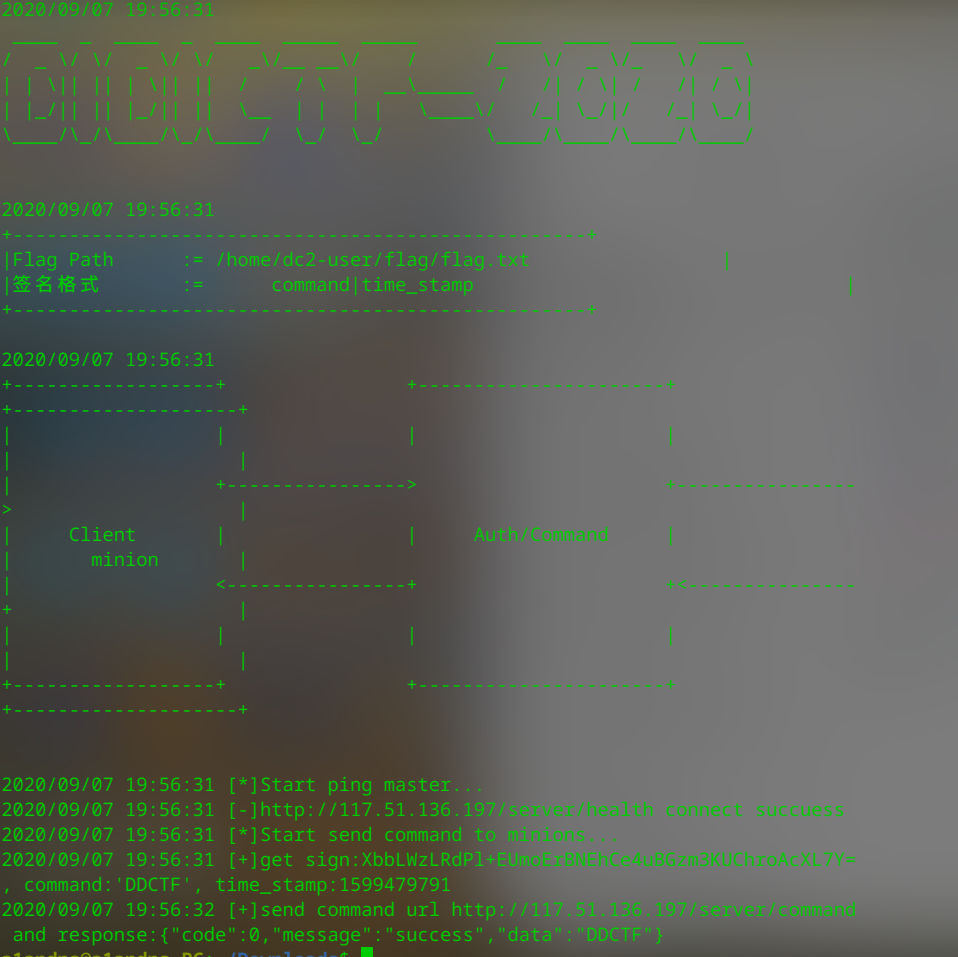 2020/09/07 19:56:31
2020/09/07 19:56:31
+---------------------------------------------------+
|Flag Path := /home/dc2-user/flag/flag.txt |
|签名格式 := command|time_stamp |
+---------------------------------------------------+
2020/09/07 19:56:31
+------------------+ +----------------------+
+--------------------+
| | | |
| |
| +----------------> +----------------
> |
| Client | | Auth/Command |
| minion |
| <----------------+ +<---------------
+ |
| | | |
| |
+------------------+ +----------------------+
+--------------------+
2020/09/07 19:56:31 [*]Start ping master...
2020/09/07 19:56:31 [-]http://117.51.136.197/server/health connect succuess
2020/09/07 19:56:31 [*]Start send command to minions...
2020/09/07 19:56:31 [+]get
, command:'DDCTF', time_stamp:1599479791
2020/09/07 19:56:32 [+]send command url http://117.51.136.197/server/command
and response:{"code":0,"message":"success","data":"DDCTF"}